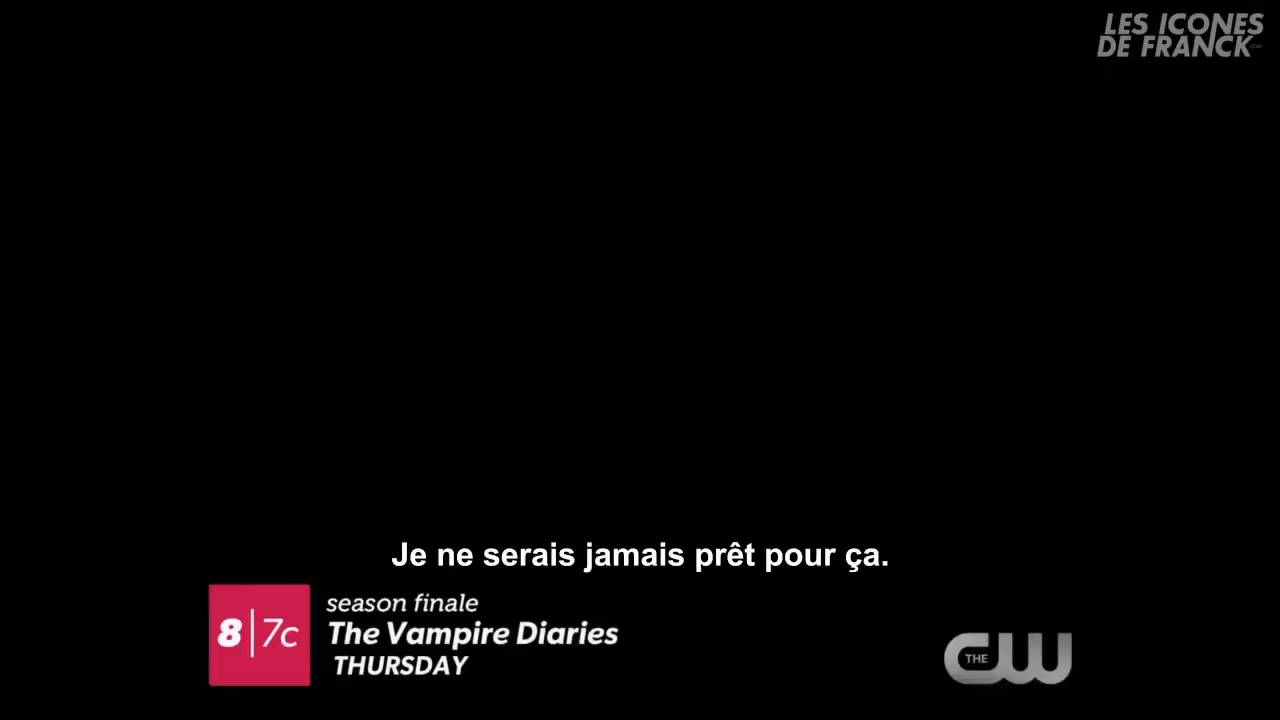 LES ICONES
DE FRANCK
Je ne serais jamais prêt pour ça.
season finale
8|7c
The Vampire Diaries
THURSDAY
THE CW